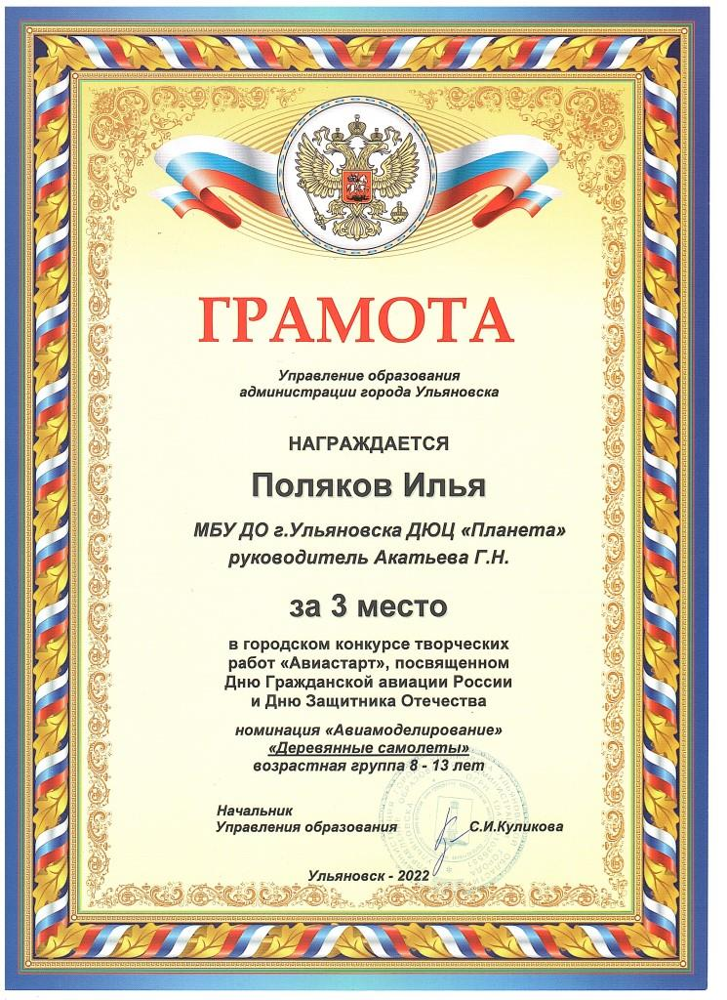 ГРАМОТА
Управление образования
администрации города Ульяновска
НАГРАЖДАЕТСЯ
Поляков Илья
МБУ ДО г.Ульяновска ДЮЦ «Планета»
руководитель Акатьева Г.Н.
за 3 место
в городском конкурсе творческих
работ «Авиастарт», посвященном
Дню Гражданской авиации России
и Дню Защитника Отечества
номинация «Авиамоделирование»
«Деревянные самолеты»
возрастная группа 8 - 13 лет
Начальник
Управления образования С.И.Куликова
Ульяновск - 2022